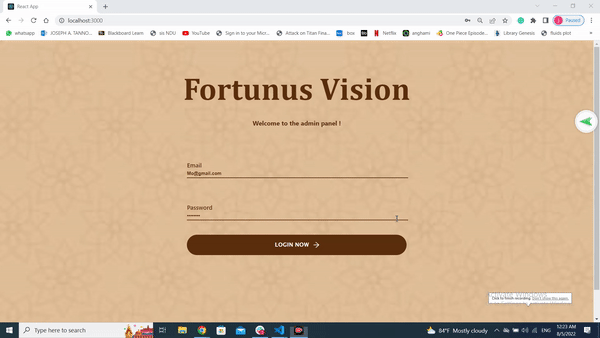 React App
localhost:3000
Paused
whatsapp
JOSEPH A. TANNO...
Blackboard Learn
sis NDU
YouTube
Sign in to your Micr...
Attack on Titan Fina...
box
Netflix
anghami
One Piece Episode...
Library Genesis
fluids plot
Fortunus Vision
Welcome to the admin panel !
Email
Mo@gmail.com
Password
LOGIN NOW
Type here to search
84°F Mostly cloudy
ENG
12:23 AM
8/5/2022